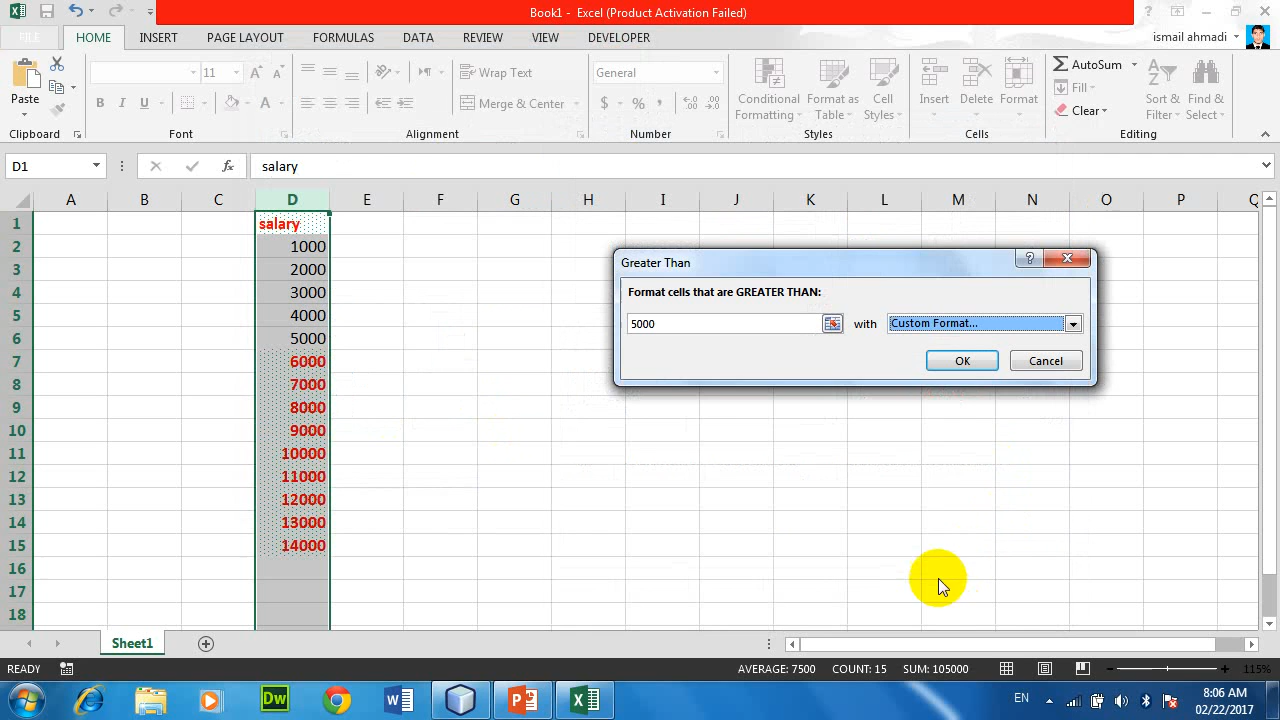 Book1 - Excel (Product Activation Failed)
FILE HOME INSERT PAGE LAYOUT FORMULAS DATA REVIEW VIEW DEVELOPER ismail ahmadi
11 Wrap Text General AutoSum
Paste Conditional Format as Cell Insert Delete Format Fill Sort & Find &
B I U A Merge & Center $ % , Formatting Table Styles Clear Filter Select
Clipboard Font Alignment Number Styles Cells Editing
D1 fx salary
A B C D E F G H I J K L M N O P Q
1 salary
2 1000
3 2000
4 3000
5 4000
6 5000
7 6000
8 7000
9 8000
10 9000
11 10000
12 11000
13 12000
14 13000
15 14000
16
17
18
Greater Than
Format cells that are GREATER THAN:
5000 with Custom Format...
OK Cancel
Sheet1
READY AVERAGE: 7500 COUNT: 15 SUM: 105000 115%
Dw EN 8:06 AM
02/22/2017